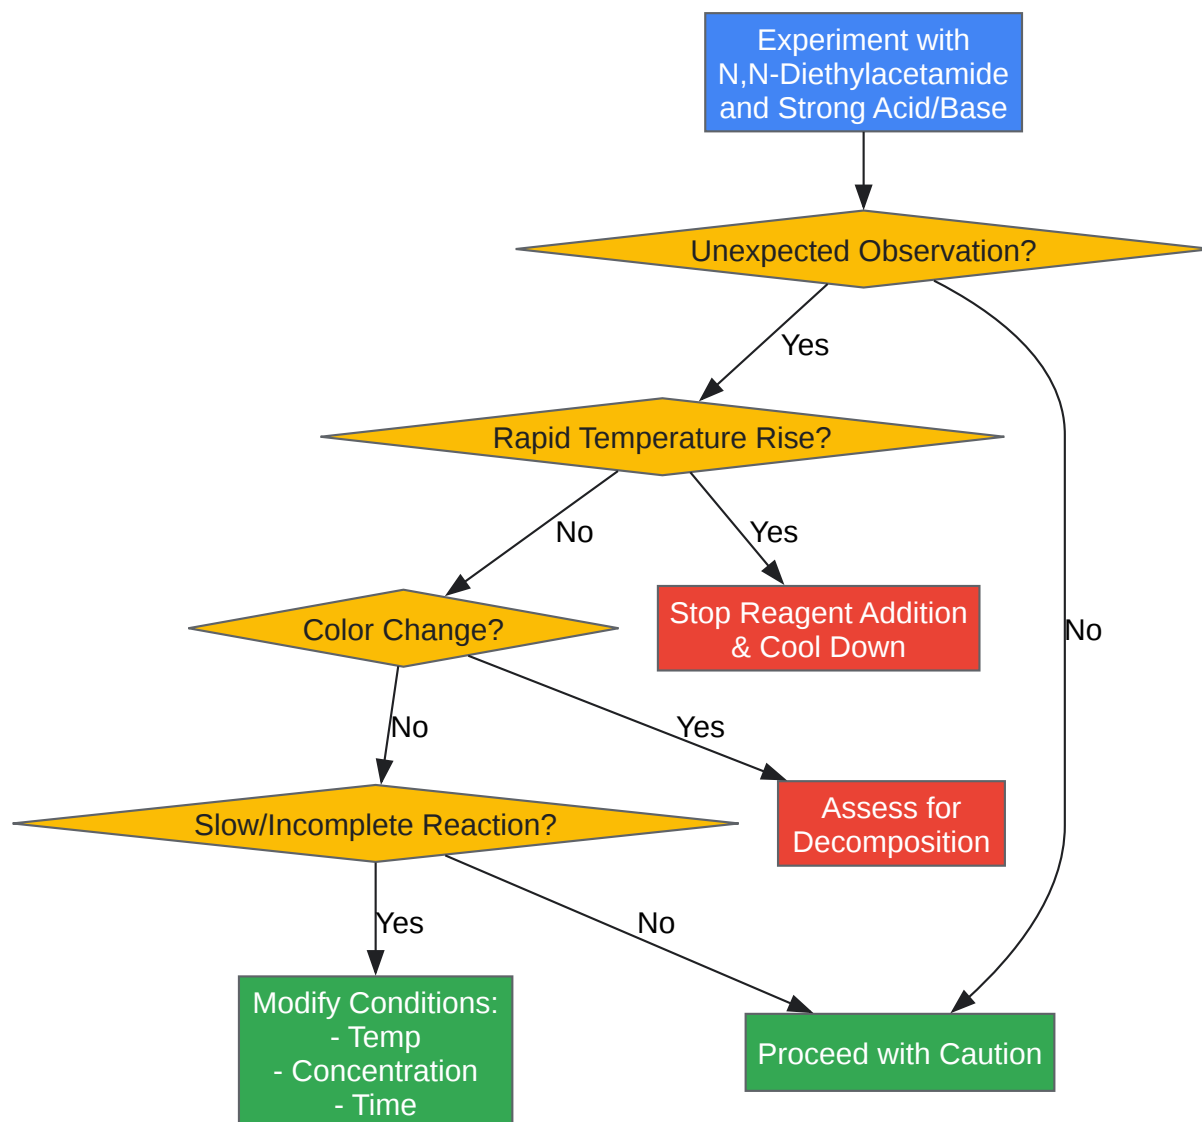 Experiment with
N,N-Diethylacetamide
and Strong Acid/Base
Unexpected Observation?
Yes
No
Rapid Temperature Rise?
No
Yes
Stop Reagent Addition
& Cool Down
Color Change?
No
Yes
Assess for
Decomposition
Slow/Incomplete Reaction?
Yes
No
Modify Conditions:
- Temp
- Concentration
- Time
Proceed with Caution